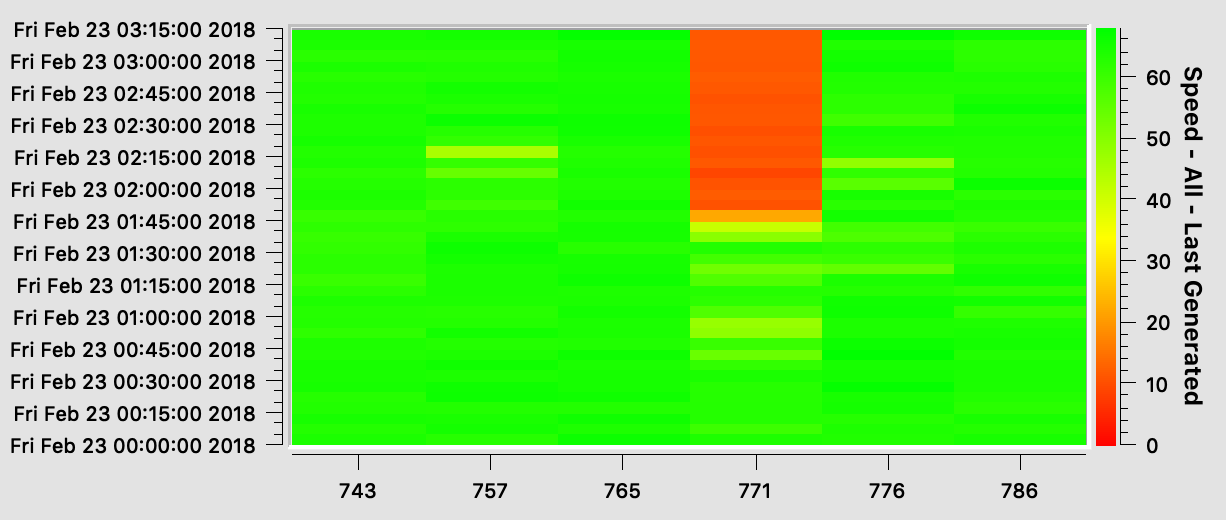 Fri Feb 23 03:15:00 2018
Fri Feb 23 03:00:00 2018
Fri Feb 23 02:45:00 2018
Fri Feb 23 02:30:00 2018
Fri Feb 23 02:15:00 2018
Fri Feb 23 02:00:00 2018
Fri Feb 23 01:45:00 2018
Fri Feb 23 01:30:00 2018
Fri Feb 23 01:15:00 2018
Fri Feb 23 01:00:00 2018
Fri Feb 23 00:45:00 2018
Fri Feb 23 00:30:00 2018
Fri Feb 23 00:15:00 2018
Fri Feb 23 00:00:00 2018
743 757 765 771 776 786
60
50
40
30
20
10
0
Speed - All - Last Generated